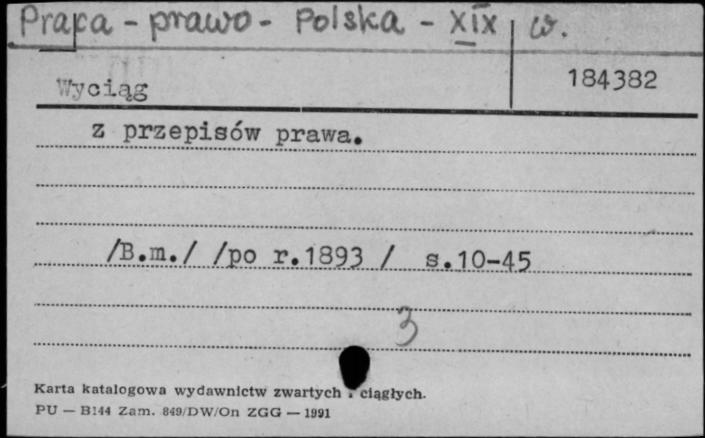 Praca - prawo - Polska - XIX w.
Wyciąg
184382
z przepisów prawa.
/B.m./ /po r.1893 / s.10-45
3
Karta katalogowa wydawnictw zwartych i ciągłych.
PU — B144 Zam. 849/DW/On ZGG — 1991